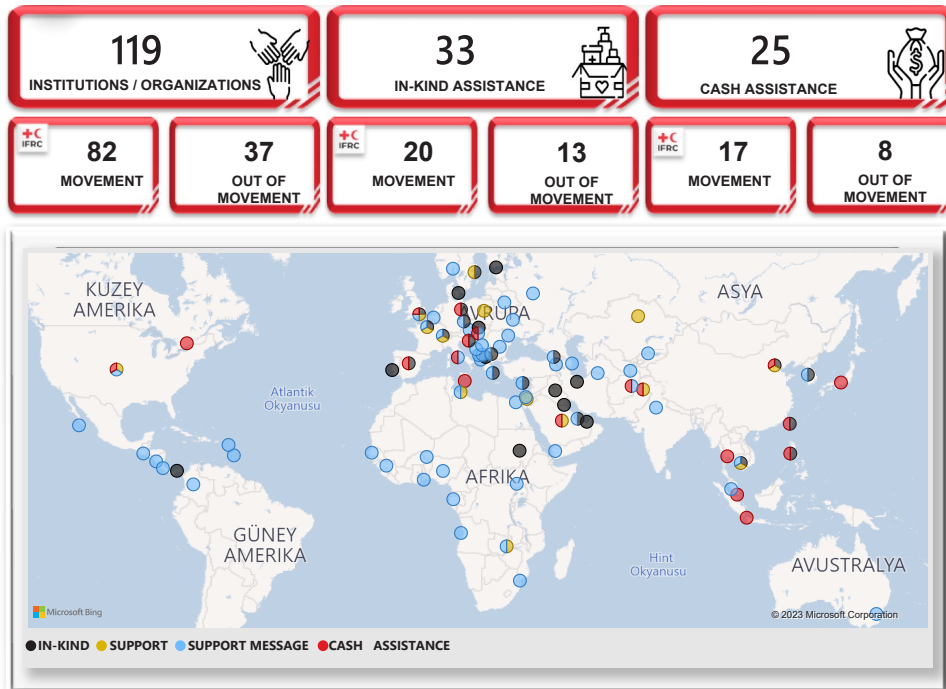 119
INSTITUTIONS / ORGANIZATIONS
33
IN-KIND ASSISTANCE
25
CASH ASSISTANCE
IFRC
82
MOVEMENT
37
OUT OF
MOVEMENT
IFRC
20
MOVEMENT
13
OUT OF
MOVEMENT
IFRC
17
MOVEMENT
8
OUT OF
MOVEMENT
KUZEY
AMERIKA
ASYA
AVRUPA
Atlantik
Okyanusu
AFRIKA
GÜNEY
AMERIKA
Hint
Okyanusu
AVUSTRALYA
Microsoft Bing
© 2023 Microsoft Corporation
IN-KIND SUPPORT SUPPORT MESSAGE CASH ASSISTANCE